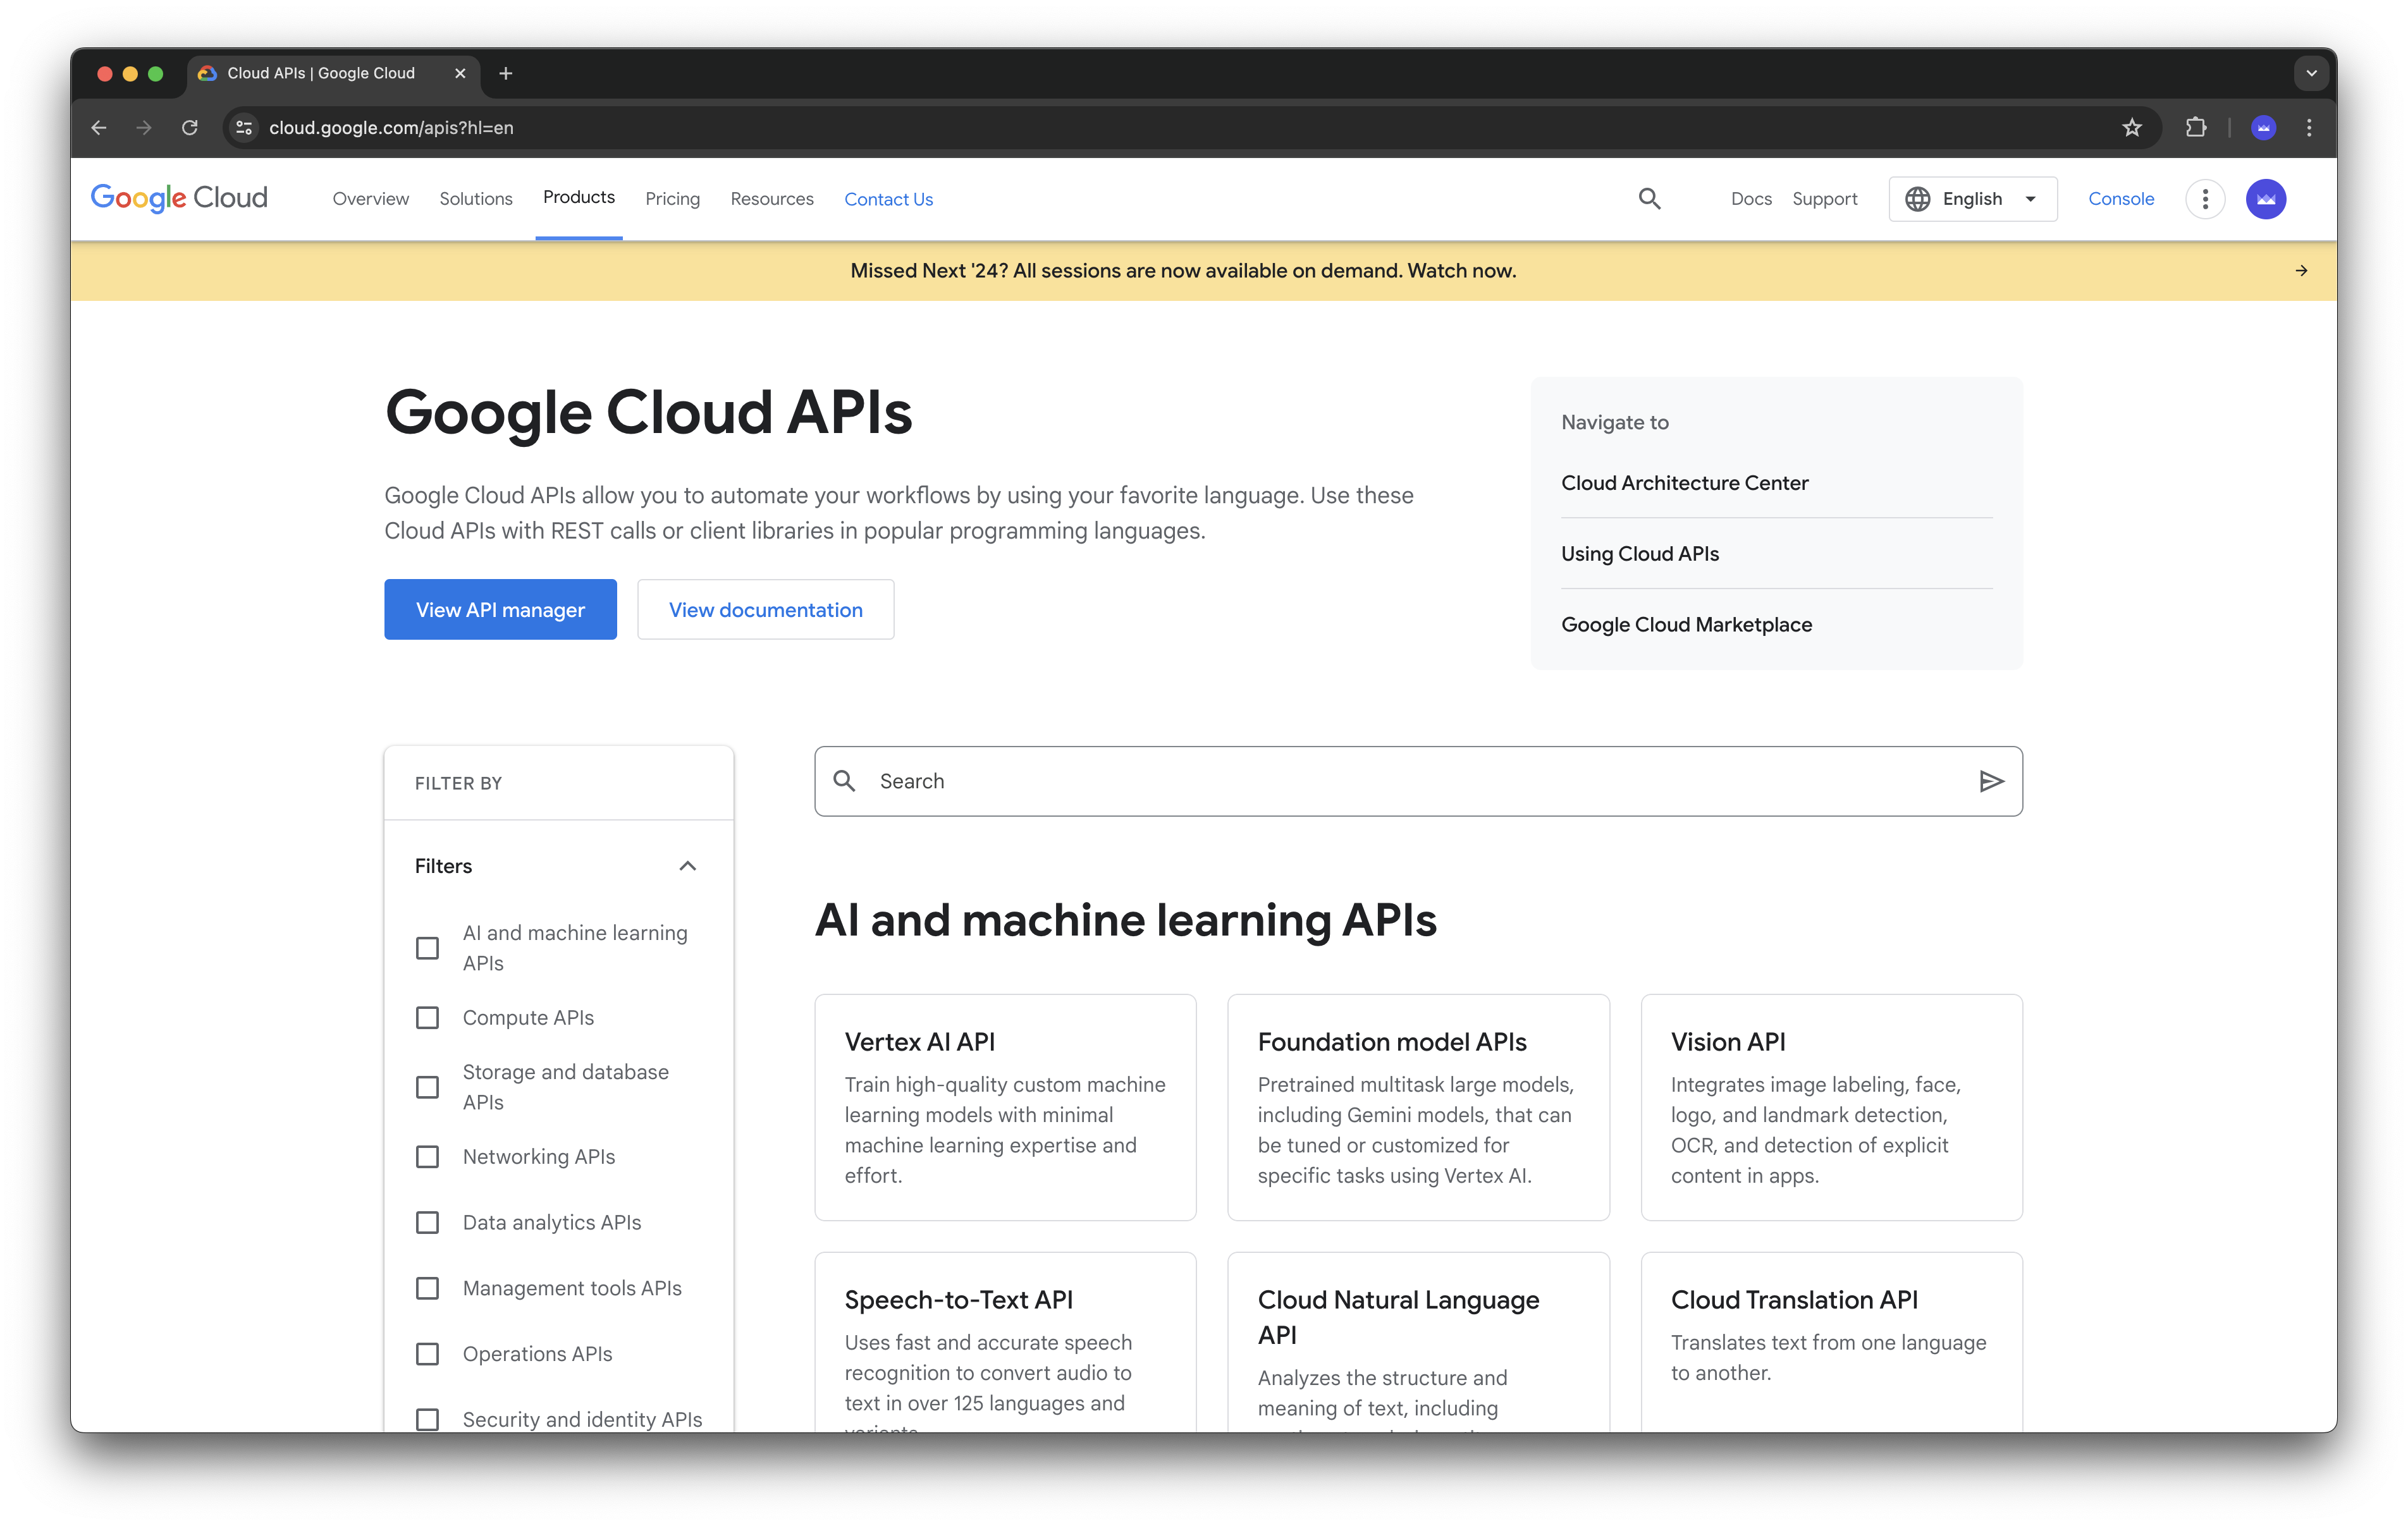 Cloud APIs | Google Cloud
cloud.google.com/apis?hl=en
Google Cloud
Overview
Solutions
Products
Pricing
Resources
Contact Us
Docs
Support
English
Console
Missed Next '24? All sessions are now available on demand. Watch now.
Google Cloud APIs
Google Cloud APIs allow you to automate your workflows by using your favorite language. Use these
Cloud APIs with REST calls or client libraries in popular programming languages.
View API manager
View documentation
Navigate to
Cloud Architecture Center
Using Cloud APIs
Google Cloud Marketplace
FILTER BY
Filters
AI and machine learning
APIs
Compute APIs
Storage and database
APIs
Networking APIs
Data analytics APIs
Management tools APIs
Operations APIs
Security and identity APIs
Search
AI and machine learning APIs
Vertex AI API
Train high-quality custom machine
learning models with minimal
machine learning expertise and
effort.
Foundation model APIs
Pretrained multitask large models,
including Gemini models, that can
be tuned or customized for
specific tasks using Vertex AI.
Vision API
Integrates image labeling, face,
logo, and landmark detection,
OCR, and detection of explicit
content in apps.
Speech-to-Text API
Uses fast and accurate speech
recognition to convert audio to
text in over 125 languages and
Cloud Natural Language
API
Analyzes the structure and
meaning of text, including
Cloud Translation API
Translates text from one language
to another.